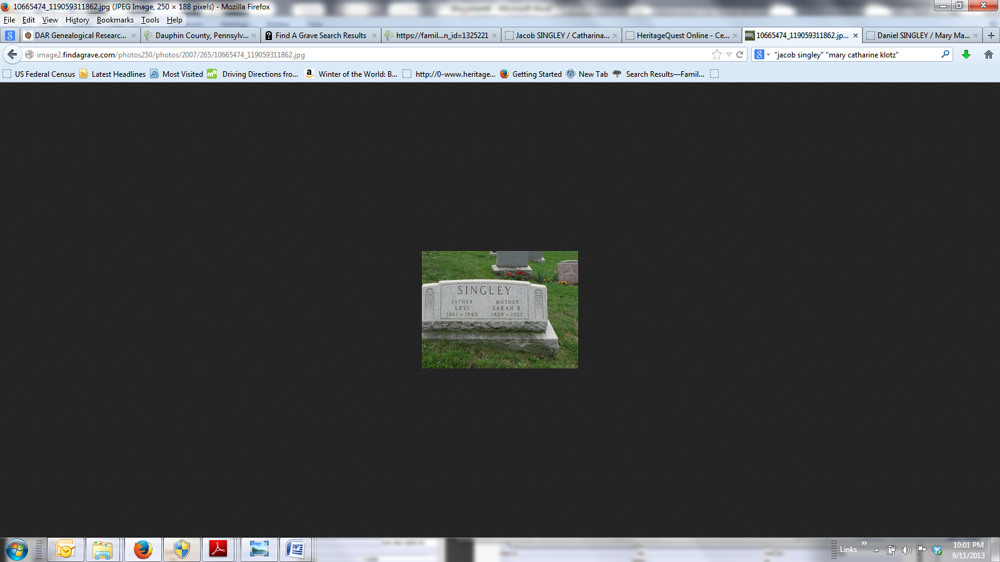 10665474_119059311862.jpg (JPEG Image, 250 × 188 pixels) - Mozilla Firefox
File Edit View History Bookmarks Tools Help
DAR Genealogical Researc... Dauphin County, Pennsylv... Find A Grave Search Results https://famil...n_id=1325221 Jacob SINGLEY / Catharina... HeritageQuest Online - Ce... 10665474_119059311862.jp... Daniel SINGLEY / Mary Ma...
image2.findagrave.com/photos250/photos/2007/265/10665474_119059311862.jpg "jacob singley" "mary catharine klotz"
US Federal Census Latest Headlines Most Visited Driving Directions fro... Winter of the World: B... http://0-www.heritage... Getting Started New Tab Search Results—Famil...
SINGLEY
FATHER MOTHER
LEVI SARAH R.
1861 • 1945 1859 • 1927
Links
10:01 PM
9/11/2013